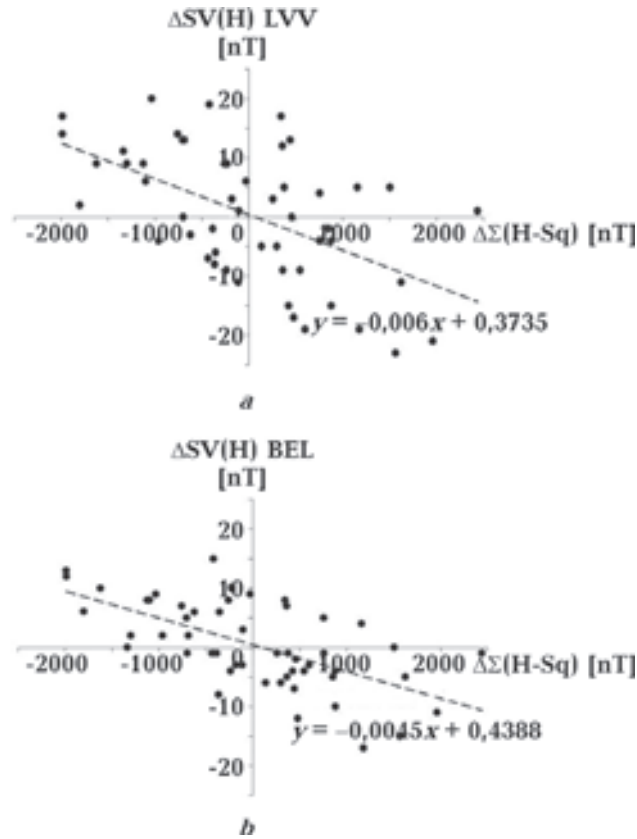 ΔSV(H) LVV
[nT]
20
10
-2000 -1000 0 1000 2000 ΔΣ(H-Sq) [nT]
-10
y = -0,006x + 0,3735
-20
a
ΔSV(H) BEL
[nT]
20
10
-2000 -1000 0 1000 2000 ΔΣ(H-Sq) [nT]
-10
y = -0,0045x + 0,4388
-20
b